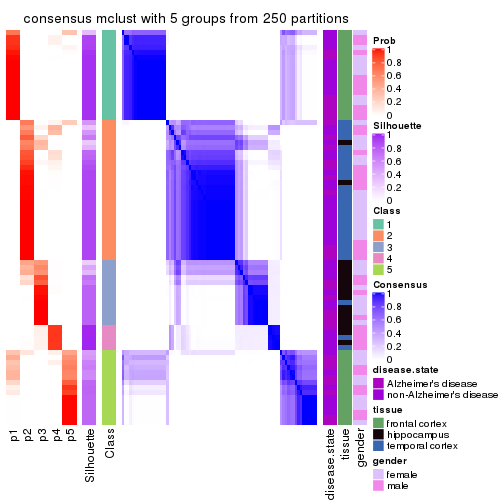 consensus mclust with 5 groups from 250 partitions
Prob
1
0.8
0.6
0.4
0.2
0
Silhouette
1
0.8
0.6
0.4
0.2
0
Class
1
2
3
4
5
Consensus
1
0.8
0.6
0.4
0.2
0
disease.state
Alzheimer's disease
non-Alzheimer's disease
tissue
frontal cortex
hippocampus
temporal cortex
gender
female
male
p1
p2
p3
p4
p5
Silhouette
Class
disease.state
tissue
gender